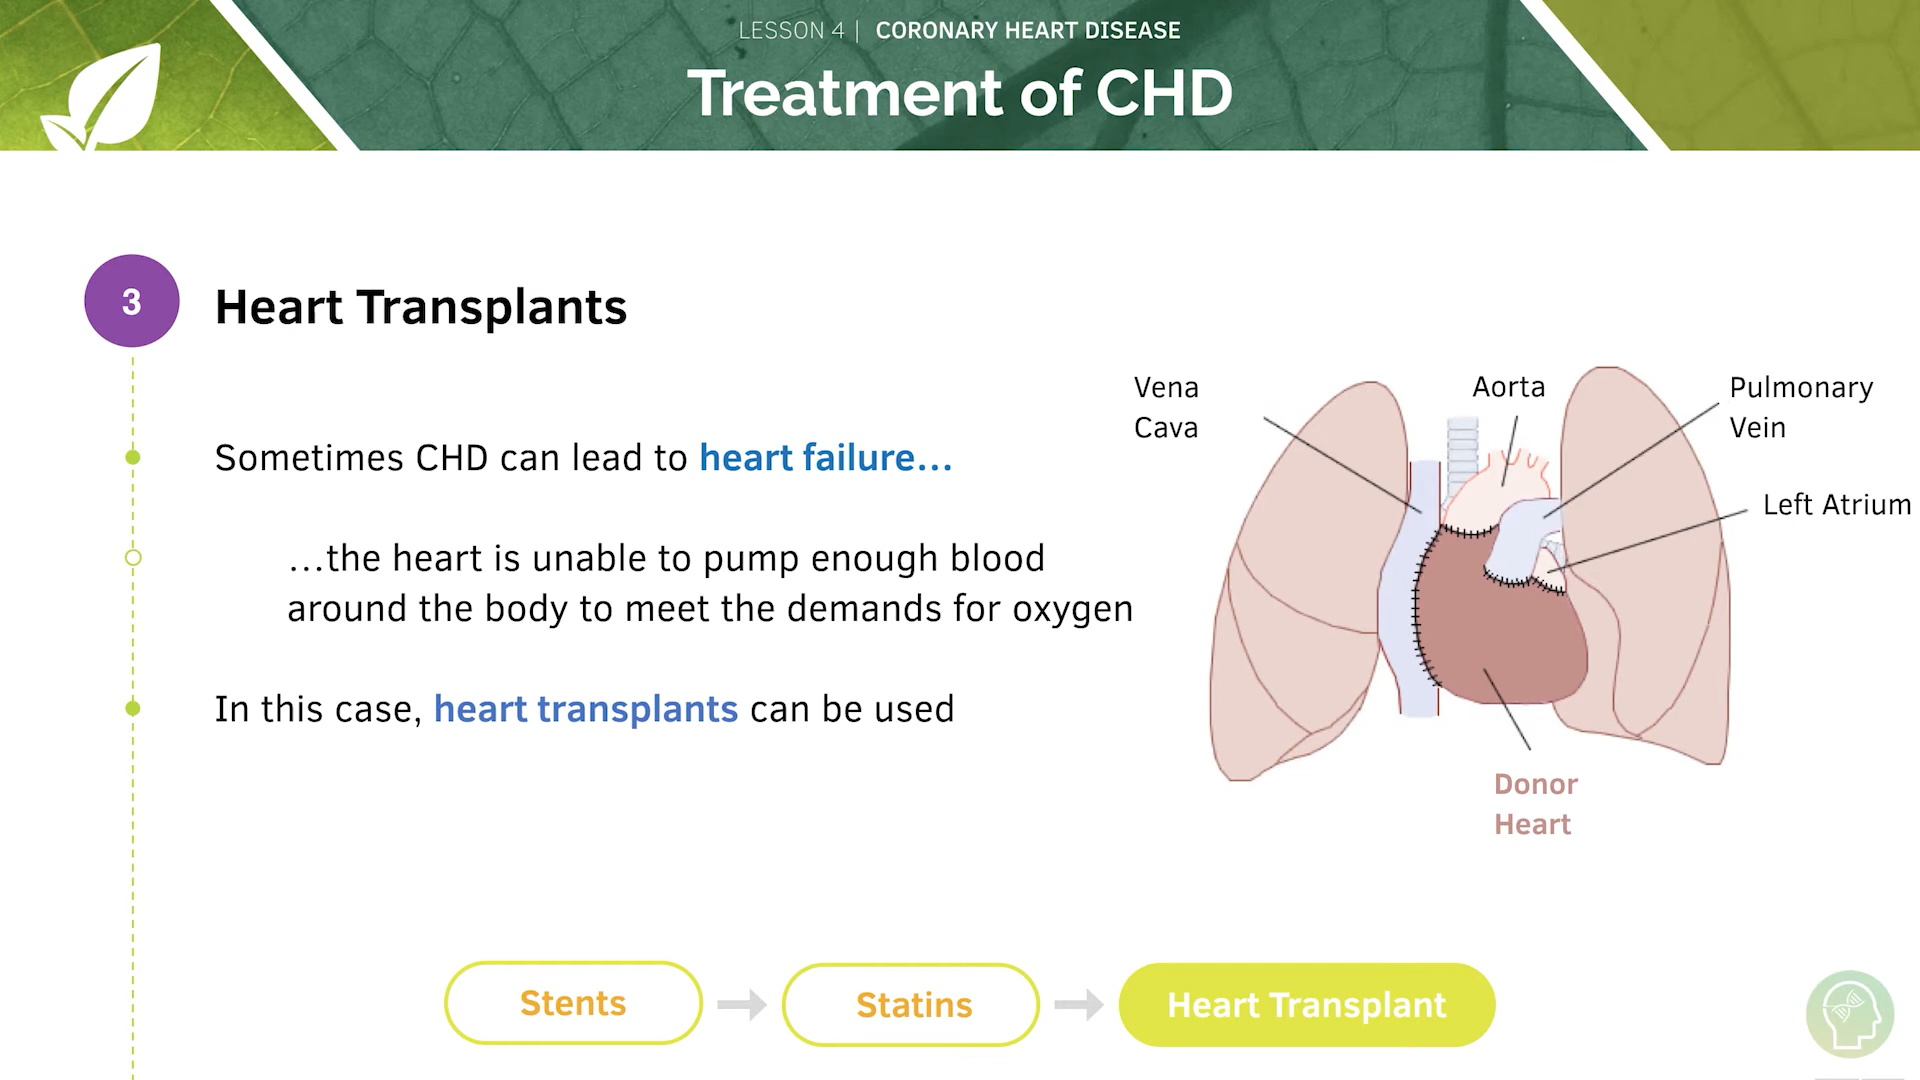 LESSON 4 | CORONARY HEART DISEASE
Treatment of CHD
3
Heart Transplants
Sometimes CHD can lead to heart failure...
...the heart is unable to pump enough blood
around the body to meet the demands for oxygen
In this case, heart transplants can be used
Vena
Cava
Aorta
Pulmonary
Vein
Left Atrium
Donor
Heart
Stents
Statins
Heart Transplant